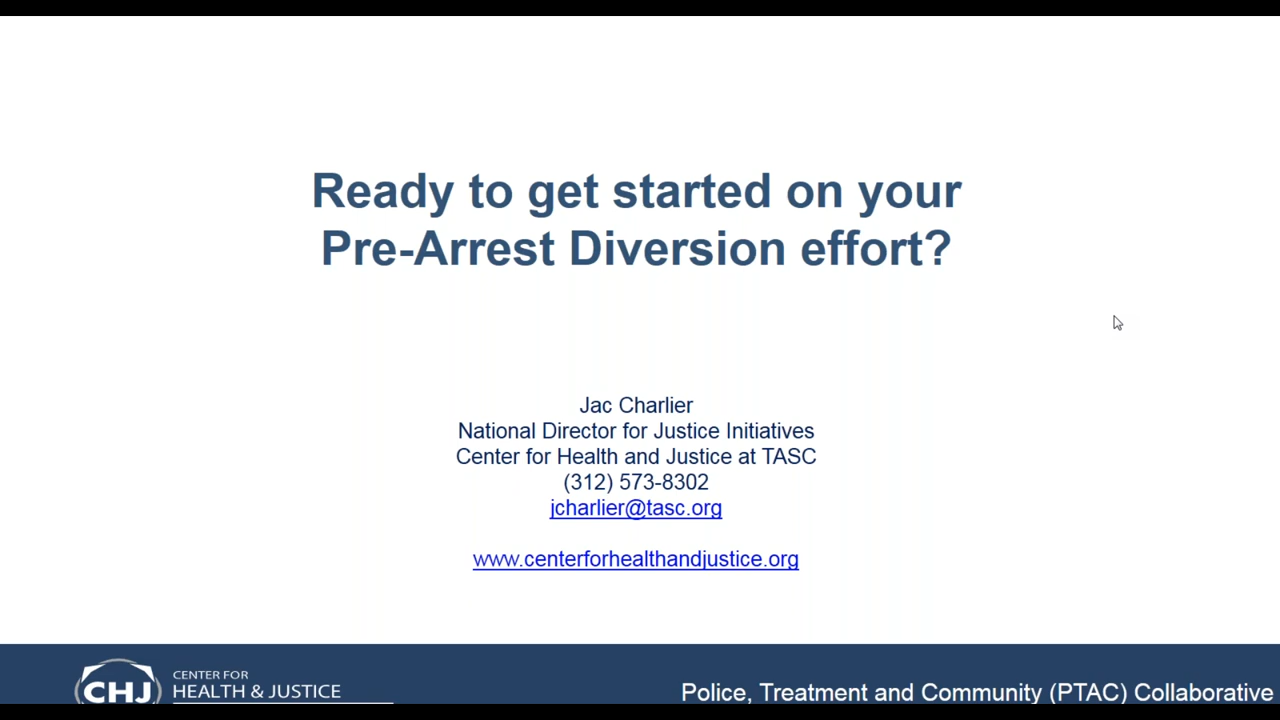 Ready to get started on your
Pre-Arrest Diversion effort?
Jac Charlier
National Director for Justice Initiatives
Center for Health and Justice at TASC
(312) 573-8302
jcharlier@tasc.org
www.centerforhealthandjustice.org
CHJ
CENTER FOR
HEALTH & JUSTICE
Police, Treatment and Community (PTAC) Collaborative